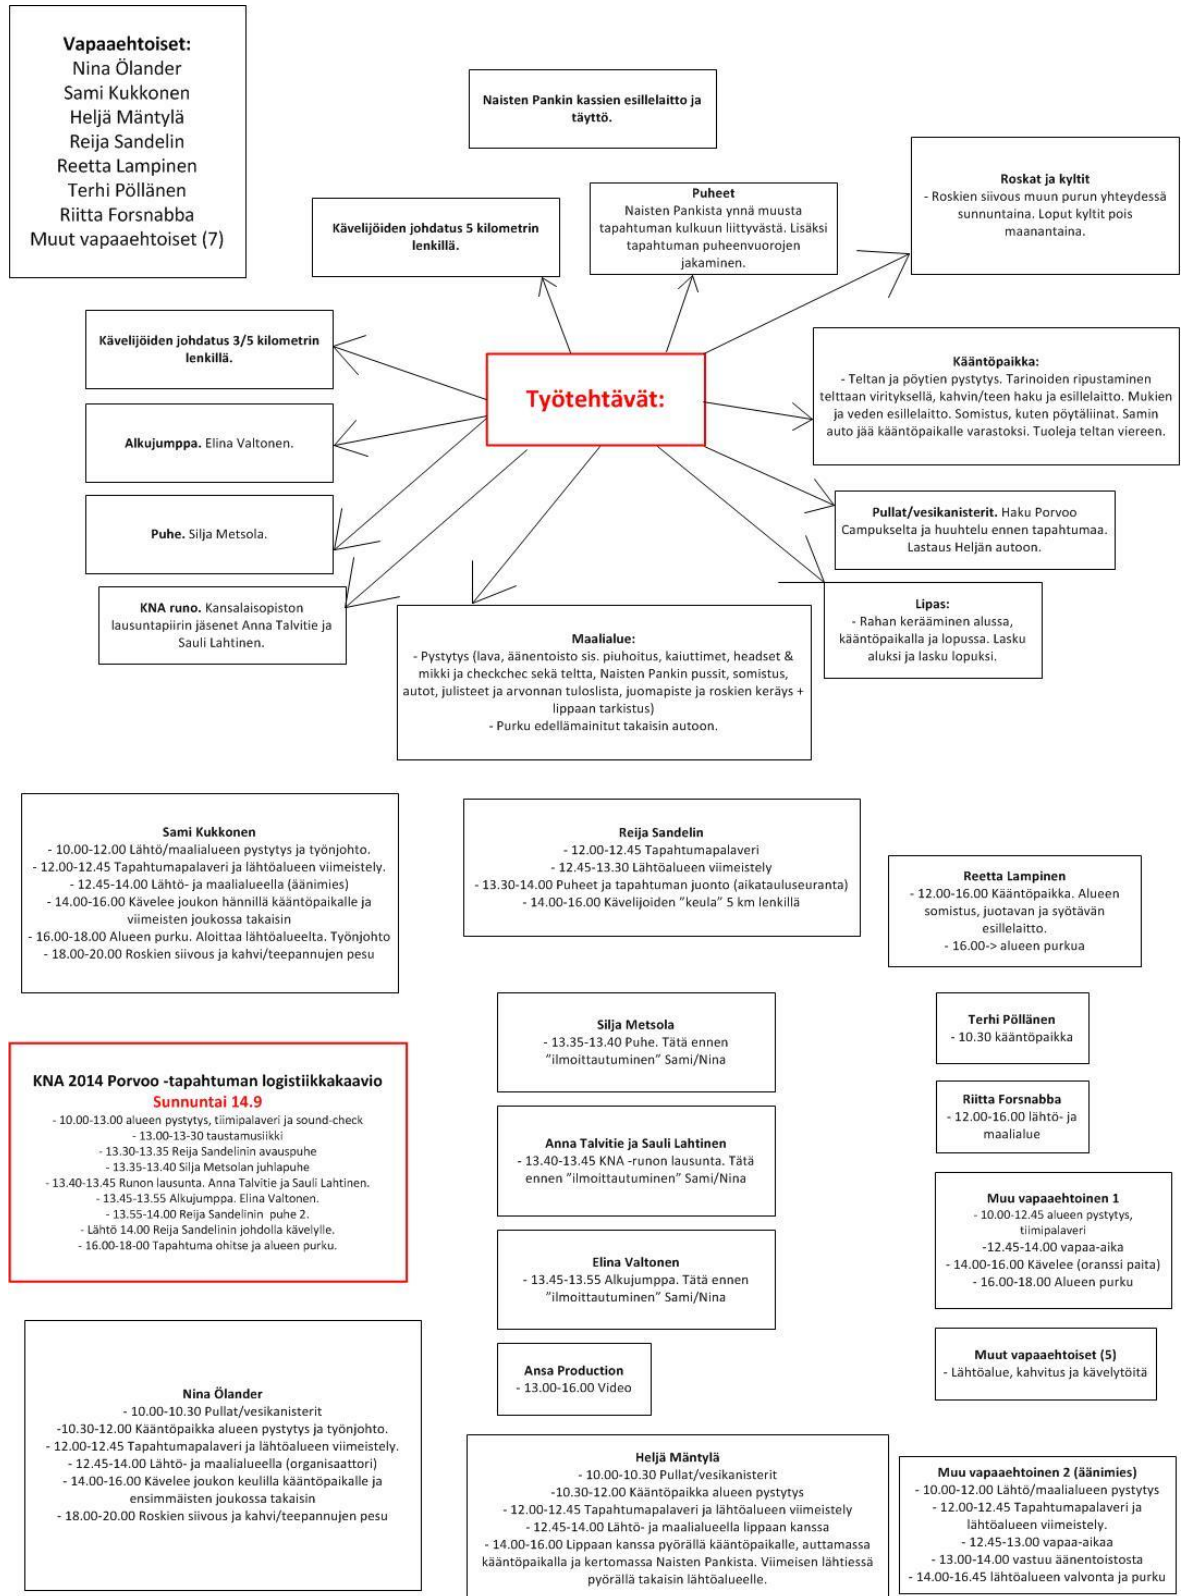 Vapaaehtoiset:
Nina Ölander
Sami Kukkonen
Heljä Mäntylä
Reija Sandelin
Reetta Lampinen
Terhi Pöllänen
Riitta Forsnabba
Muut vapaaehtoiset (7)
Naisten Pankin kassien esillelaitto ja
täyttö.
Kävelijöiden johdatus 5 kilometrin
lenkillä.
Puheet
Naisten Pankista ynnä muusta
tapahtuman kulkuun liittyvästä. Lisäksi
tapahtuman puheenvuorojen
jakaminen.
Roskat ja kyltit
- Roskien siivous muun purun yhteydessä
sunnuntaina. Loput kyltit pois
maanantaina.
Kävelijöiden johdatus 3/5 kilometrin
lenkillä.
Työtehtävät:
Kääntöpaikka:
- Teltan ja pöytien pystytys. Tarinoiden ripustaminen
telttaan virityksellä, kahvin/teen haku ja esillelaitto. Mukien
ja veden esillelaitto. Somistus, kuten pöytäliinat. Samin
auto jää kääntöpaikalle varastoksi. Tuoleja teltan viereen.
Alkujumppa. Elina Valtonen.
Puhe. Silja Metsola.
Pullat/vesikanisterit. Haku Porvoo
Campukselta ja huuhtelu ennen tapahtumaa.
Lastaus Heljän autoon.
KNA runo. Kansalaisopiston
lausuntapiirin jäsenet Anna Talvitie ja
Sauli Lahtinen.
Maalialue:
- Pystytys (lava, äänentoisto sis. piuhoitus, kaiuttimet, headset &
mikki ja checkchec sekä teltta, Naisten Pankin pussit, somistus,
autot, julisteet ja arvonnan tuloslista, juomapiste ja roskien keräys +
lippaan tarkistus)
- Purku edellämainitut takaisin autoon.
Lipas:
- Rahan kerääminen alussa,
kääntöpaikalla ja lopussa. Lasku
aluksi ja lasku lopuksi.
Sami Kukkonen
- 10.00-12.00 Lähtö/maalialueen pystytys ja työnjohto.
- 12.00-12.45 Tapahtumapalaveri ja lähtöalueen viimeistely.
- 12.45-14.00 Lähtö- ja maalialueella (äänimies)
- 14.00-16.00 Kävelee joukon hännillä kääntöpaikalle ja
viimeisten joukossa takaisin
- 16.00-18.00 Alueen purku. Aloittaa lähtöalueelta. Työnjohto
- 18.00-20.00 Roskien siivous ja kahvi/teepannujen pesu
Reija Sandelin
- 12.00-12.45 Tapahtumapalaveri
- 12.45-13.30 Lähtöalueen viimeistely
- 13.30-14.00 Puheet ja tapahtuman juonto (aikatauluseuranta)
- 14.00-16.00 Kävelijoiden "keula" 5 km lenkillä
Reetta Lampinen
- 12.00-16.00 Kääntöpaikka. Alueen
somistus, juotavan ja syötävän
esillelaitto.
- 16.00-> alueen purkua
Silja Metsola
- 13.35-13.40 Puhe. Tätä ennen
"ilmoittautuminen" Sami/Nina
Terhi Pöllänen
- 10.30 kääntöpaikka
KNA 2014 Porvoo -tapahtuman logistiikkakaavio
Sunnuntai 14.9
- 10.00-13.00 alueen pystytys, tiimipalaveri ja sound-check
- 13.00-13-30 taustamusiikki
- 13.30-13.35 Reija Sandelinin avauspuhe
- 13.35-13.40 Silja Metsolan juhlapuhe
- 13.40-13.45 Runon lausunta. Anna Talvitie ja Sauli Lahtinen.
- 13.45-13.55 Alkujumppa. Elina Valtonen.
- 13.55-14.00 Reija Sandelinin puhe 2.
- Lähtö 14.00 Reija Sandelinin johdolla kävelylle.
- 16.00-18-00 Tapahtuma ohitse ja alueen purku.
Riitta Forsnabba
- 12.00-16.00 lähtö- ja
maalialue
Anna Talvitie ja Sauli Lahtinen
- 13.40-13.45 KNA -runon lausunta. Tätä
ennen "ilmoittautuminen" Sami/Nina
Muu vapaaehtoinen 1
- 10.00-12.45 alueen pystytys,
tiimipalaveri
-12.45-14.00 vapaa-aika
- 14.00-16.00 Kävelee (oranssi paita)
- 16.00-18.00 Alueen purku
Elina Valtonen
- 13.45-13.55 Alkujumppa. Tätä ennen
"ilmoittautuminen" Sami/Nina
Muut vapaaehtoiset (5)
- Lähtöalue, kahvitus ja kävelytöitä
Ansa Production
- 13.00-16.00 Video
Nina Ölander
- 10.00-10.30 Pullat/vesikanisterit
-10.30-12.00 Kääntöpaikka alueen pystytys ja työnjohto.
- 12.00-12.45 Tapahtumapalaveri ja lähtöalueen viimeistely.
- 12.45-14.00 Lähtö- ja maalialueella (organisaattori)
- 14.00-16.00 Kävelee joukon keulilla kääntöpaikalle ja
ensimmäisten joukossa takaisin
- 18.00-20.00 Roskien siivous ja kahvi/teepannujen pesu
Heljä Mäntylä
- 10.00-10.30 Pullat/vesikanisterit
-10.30-12.00 Kääntöpaikka alueen pystytys
- 12.00-12.45 Tapahtumapalaveri ja lähtöalueen viimeistely
- 12.45-14.00 Lähtö- ja maalialueella lippaan kanssa
- 14.00-16.00 Lippaan kanssa pyörällä kääntöpaikalle, auttamassa
kääntöpaikalla ja kertomassa Naisten Pankista. Viimeisen lähtiessä
pyörällä takaisin lähtöalueelle.
Muu vapaaehtoinen 2 (äänimies)
- 10.00-12.00 Lähtö/maalialueen pystytys
- 12.00-12.45 Tapahtumapalaveri ja
lähtöalueen viimeistely.
- 12.45-13.00 vapaa-aikaa
- 13.00-14.00 vastuu äänentoistosta
- 14.00-16.45 lähtöalueen valvonta ja purku